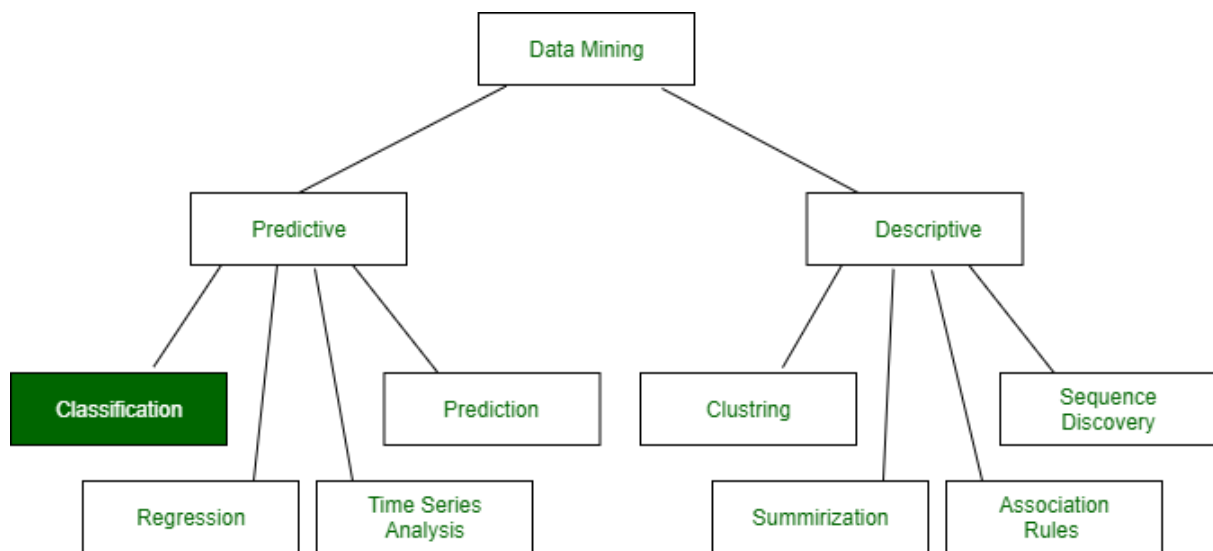 Data Mining
Predictive
Descriptive
Classification
Prediction
Clustring
Sequence
Discovery
Regression
Time Series
Analysis
Summirization
Association
Rules